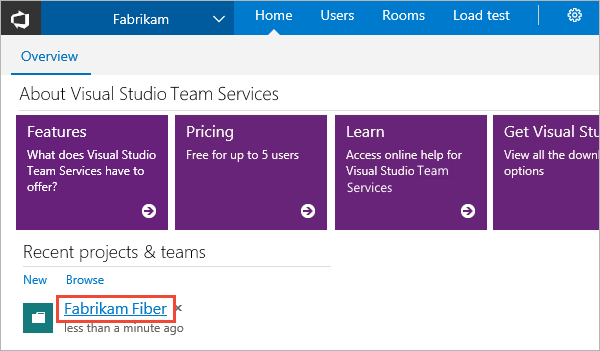 Fabrikam
Home Users Rooms Load test
Overview
About Visual Studio Team Services
Features
What does Visual Studio
Team Services have to
offer?
Pricing
Free for up to 5 users
Learn
Access online help for
Visual Studio Team
Services
Get Visual Stu
View all the down
options
Recent projects & teams
New Browse
Fabrikam Fiber
less than a minute ago